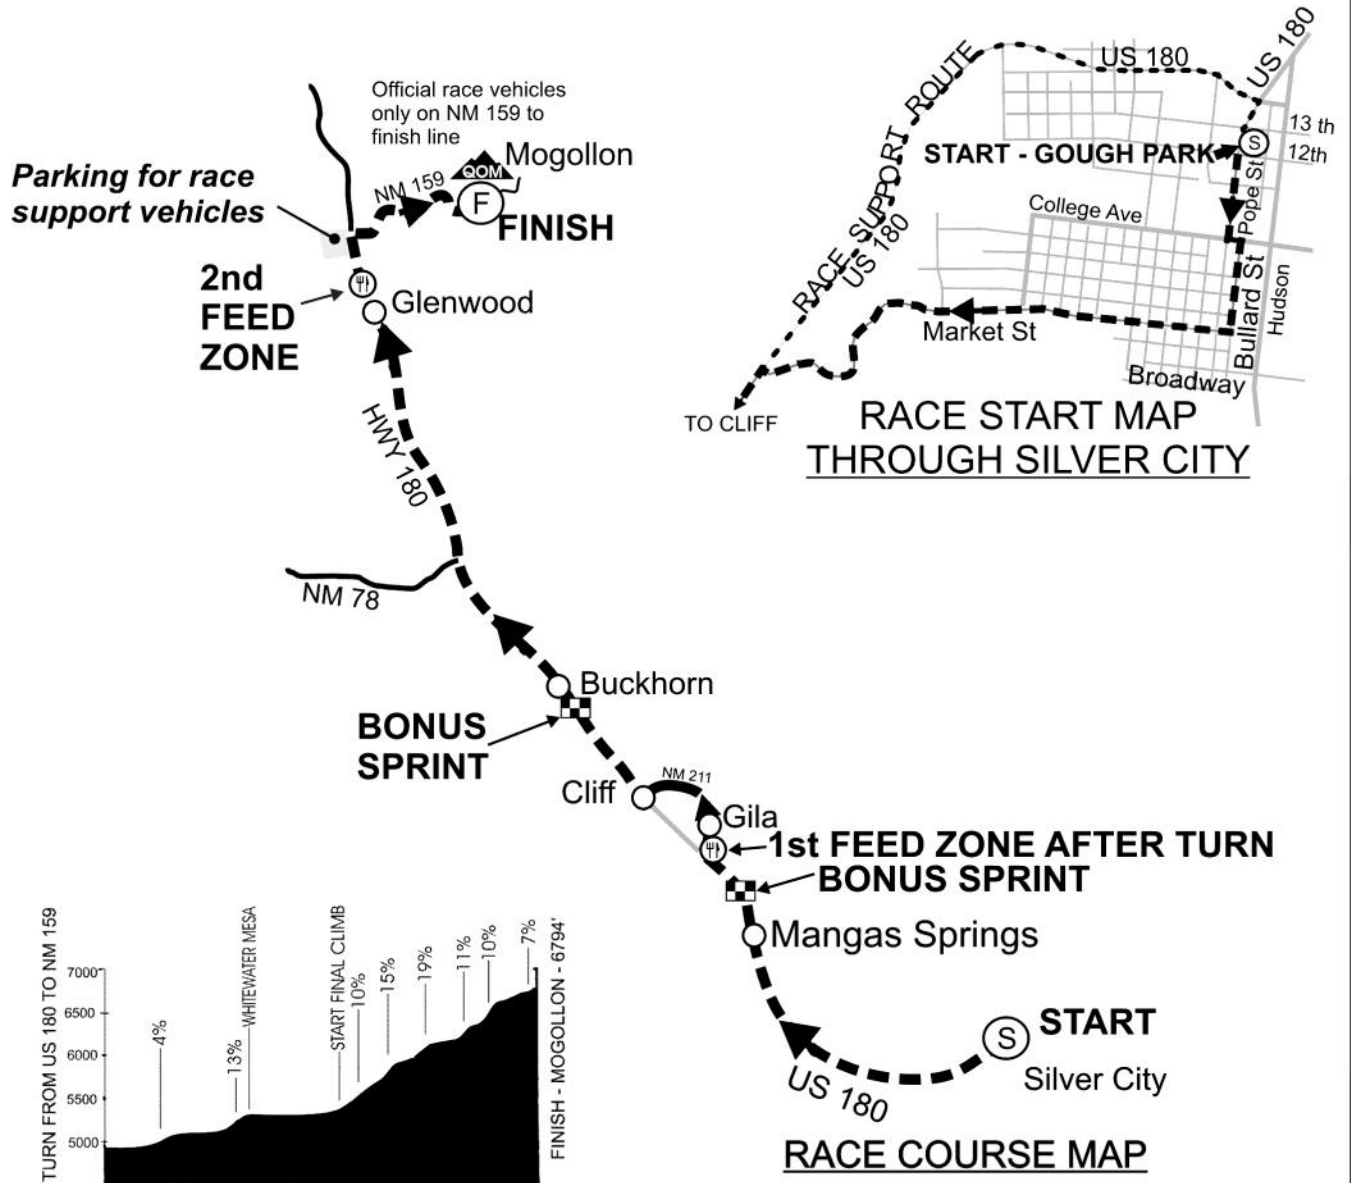 Official race vehicles
only on NM 159 to
finish line
Parking for race
support vehicles
NM 159
QOM
Mogollon
F
FINISH
2nd
FEED
ZONE
Glenwood
HWY 180
NM 78
Buckhorn
BONUS
SPRINT
Cliff
NM 211
Gila
1st FEED ZONE AFTER TURN
BONUS SPRINT
Mangas Springs
S
START
Silver City
US 180
RACE COURSE MAP
RACE SUPPORT ROUTE
US 180
US 180
US 180
13 th
12th
START - GOUGH PARK
S
Pope St
College Ave
Bullard St
Hudson
Market St
Broadway
TO CLIFF
RACE START MAP
THROUGH SILVER CITY
TURN FROM US 180 TO NM 159
7000
6500
6000
5500
5000
4%
13%
WHITEWATER MESA
START FINAL CLIMB
10%
15%
19%
11%
10%
7%
FINISH - MOGOLLON - 6794'